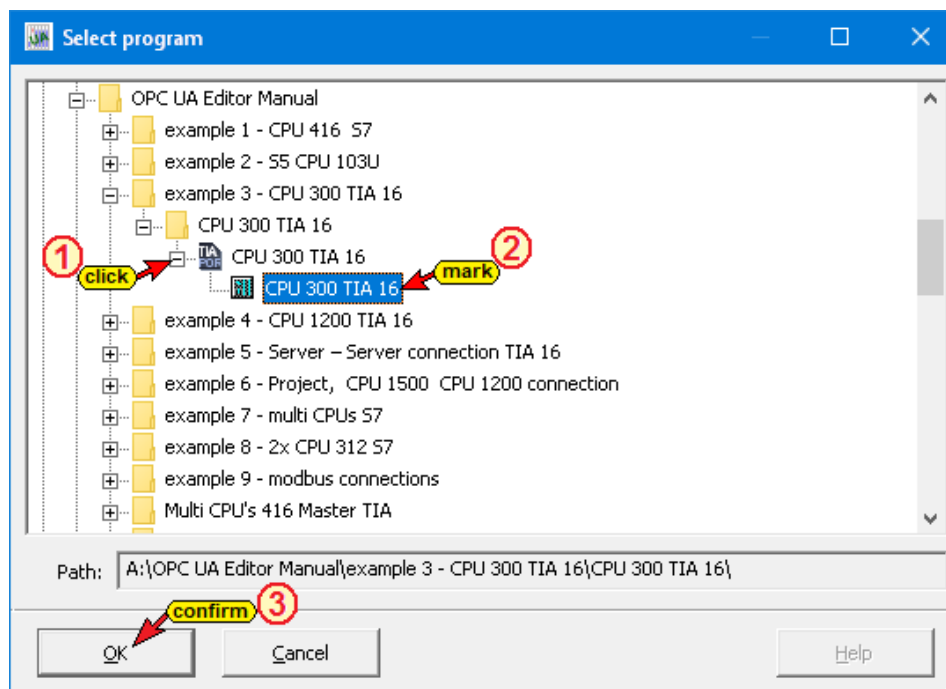 Select program
OPC UA Editor Manual
example 1 - CPU 416  S7
example 2 - S5 CPU 103U
example 3 - CPU 300 TIA 16
CPU 300 TIA 16
1 click TIA POR CPU 300 TIA 16 mark 2
CPU 300 TIA 16
example 4 - CPU 1200 TIA 16
example 5 - Server – Server connection TIA 16
example 6 - Project,  CPU 1500  CPU 1200 connection
example 7 - multi CPUs S7
example 8 - 2x CPU 312 S7
example 9 - modbus connections
Multi CPU's 416 Master TIA
Path: A:\OPC UA Editor Manual\example 3 - CPU 300 TIA 16\CPU 300 TIA 16\
confirm 3
OK Cancel Help